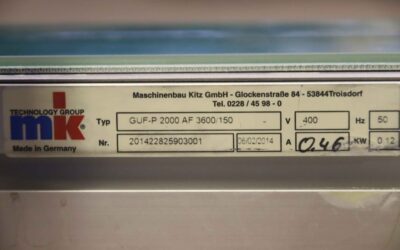 Maschinenbau Kitz GmbH - Glockenstraße 84 - 53844Troisdorf
Tel. 0228 / 45 98 - 0
TECHNOLOGY GROUP
mk
Made in Germany
Typ GUF-P 2000 AF 3600/150 - V 400 Hz 50
Nr. 201422825903001 06/02/2014 A 0.46 KW 0.12